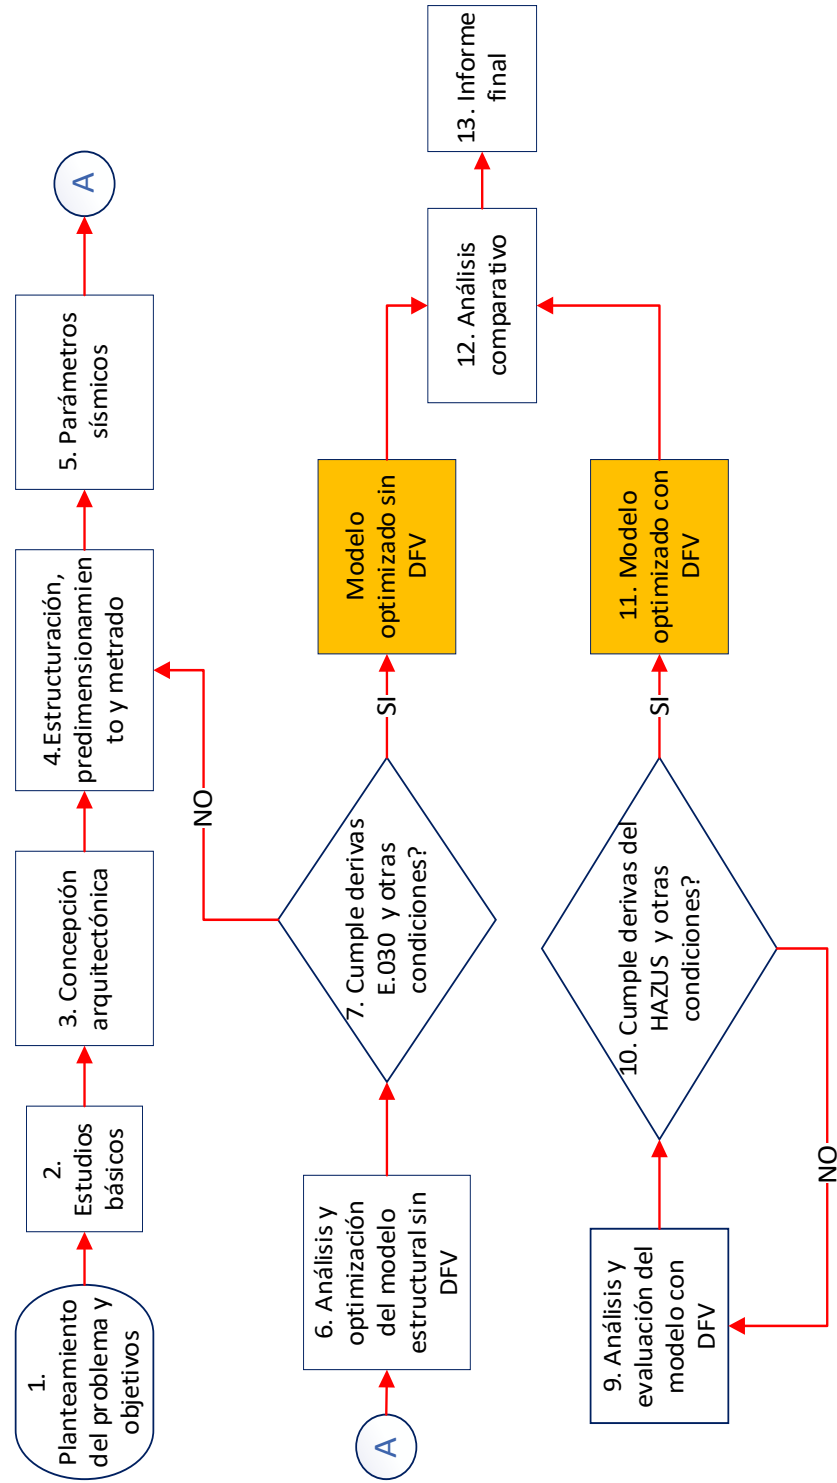 1.
Planteamiento
del problema y
objetivos
2.
Estudios
básicos
3. Concepción
arquitectónica
4.Estructuración,
predimensionamien
to y metrado
5. Parámetros
sísmicos
A
A
6. Análisis y
optimización
del modelo
estructural sin
DFV
7. Cumple derivas
E.030 y otras
condiciones?
NO
SI
Modelo
optimizado sin
DFV
9. Análisis y
evaluación del
modelo con
DFV
10. Cumple derivas del
HAZUS y otras
condiciones?
NO
SI
11. Modelo
optimizado con
DFV
12. Análisis
comparativo
13. Informe
final